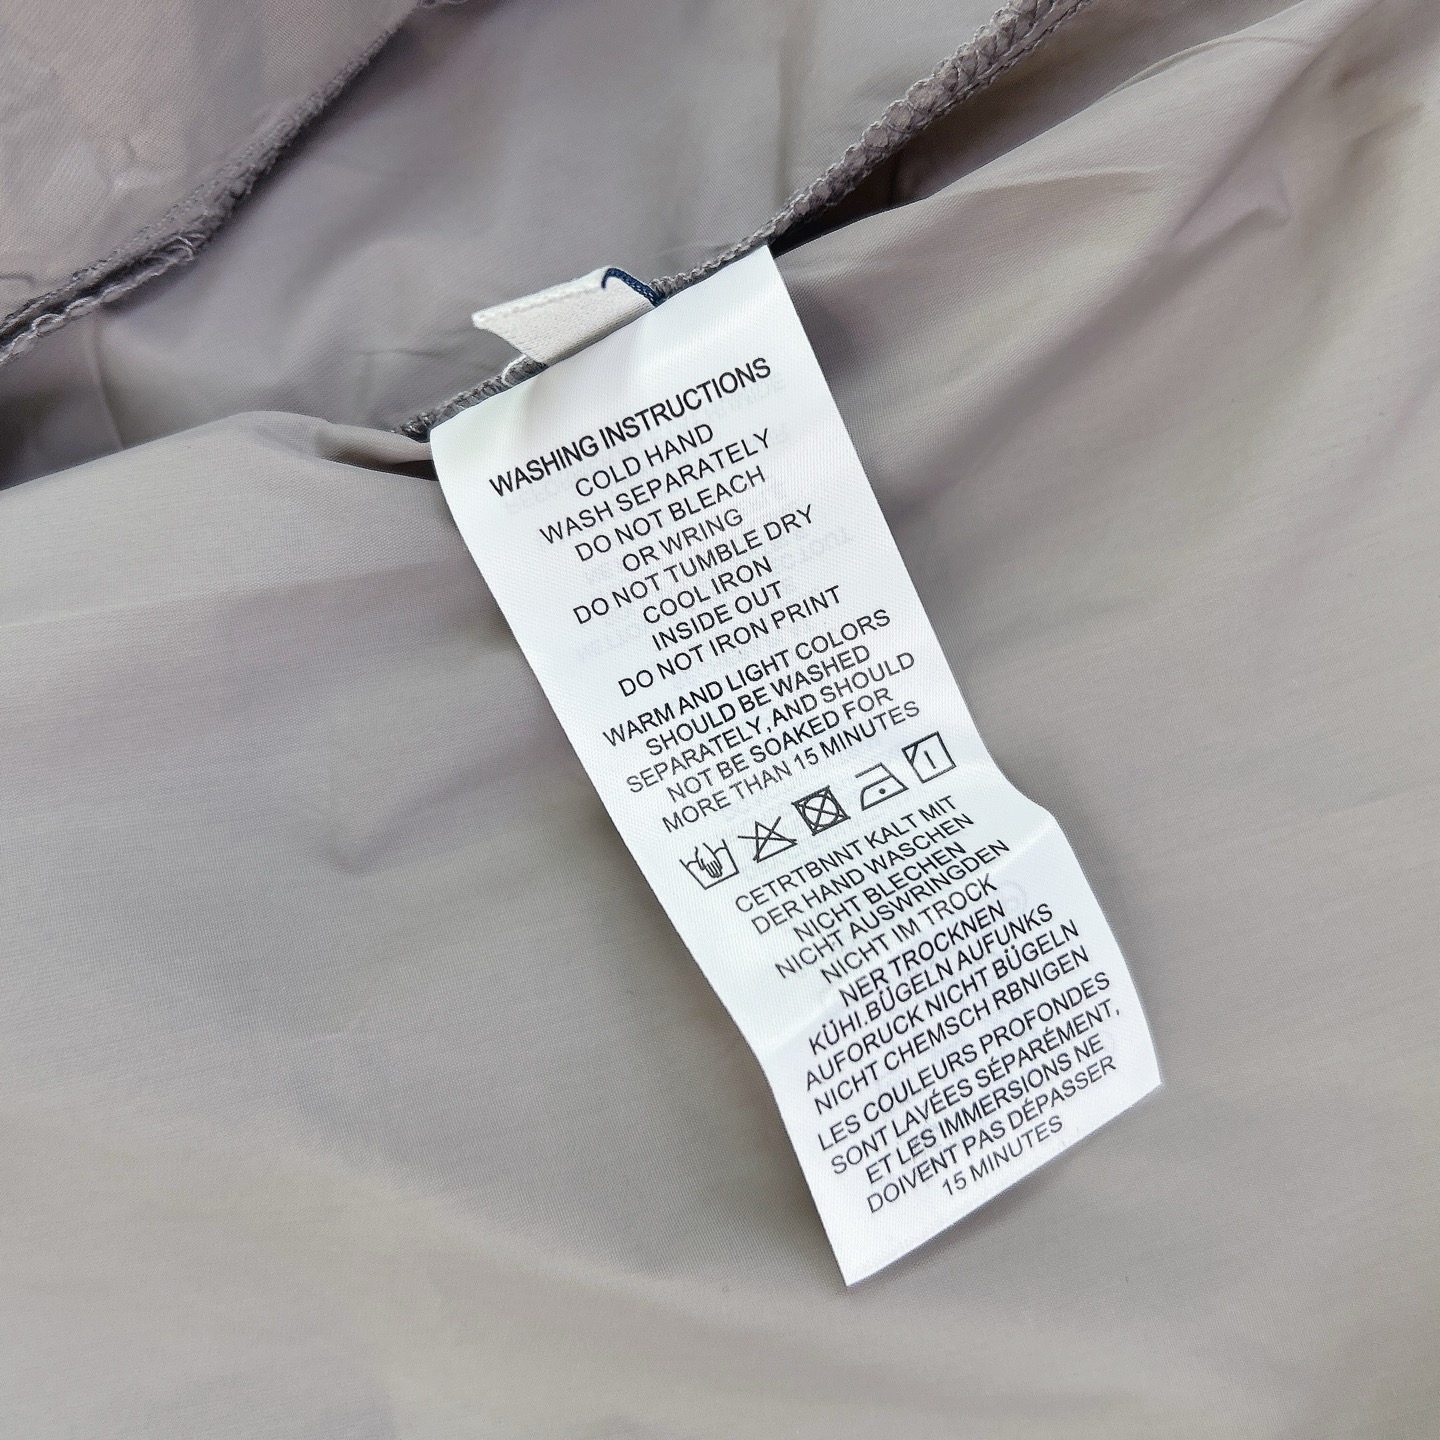 WASHING INSTRUCTIONS
COLD HAND
WASH SEPARATELY
DO NOT BLEACH
OR WRING
DO NOT TUMBLE DRY
COOL IRON
INSIDE OUT
DO NOT IRON PRINT
WARM AND LIGHT COLORS
SHOULD BE WASHED
SEPARATELY, AND SHOULD
NOT BE SOAKED FOR
MORE THAN 15 MINUTES
CETRTBNNT KALT MIT
DER HAND WASCHEN
NICHT BLECHEN
NICHT AUSWRINGDEN
NICHT IM TROCK
NER TROCKNEN
KÜHI.BÜGELN AUFUNKS
AUFORUCK NICHT BÜGELN
NICHT CHEMSCH RBNIGEN
LES COULEURS PROFONDES
SONT LAVÉES SÉPARÉMENT,
ET LES IMMERSIONS NE
DOIVENT PAS DÉPASSER
15 MINUTES